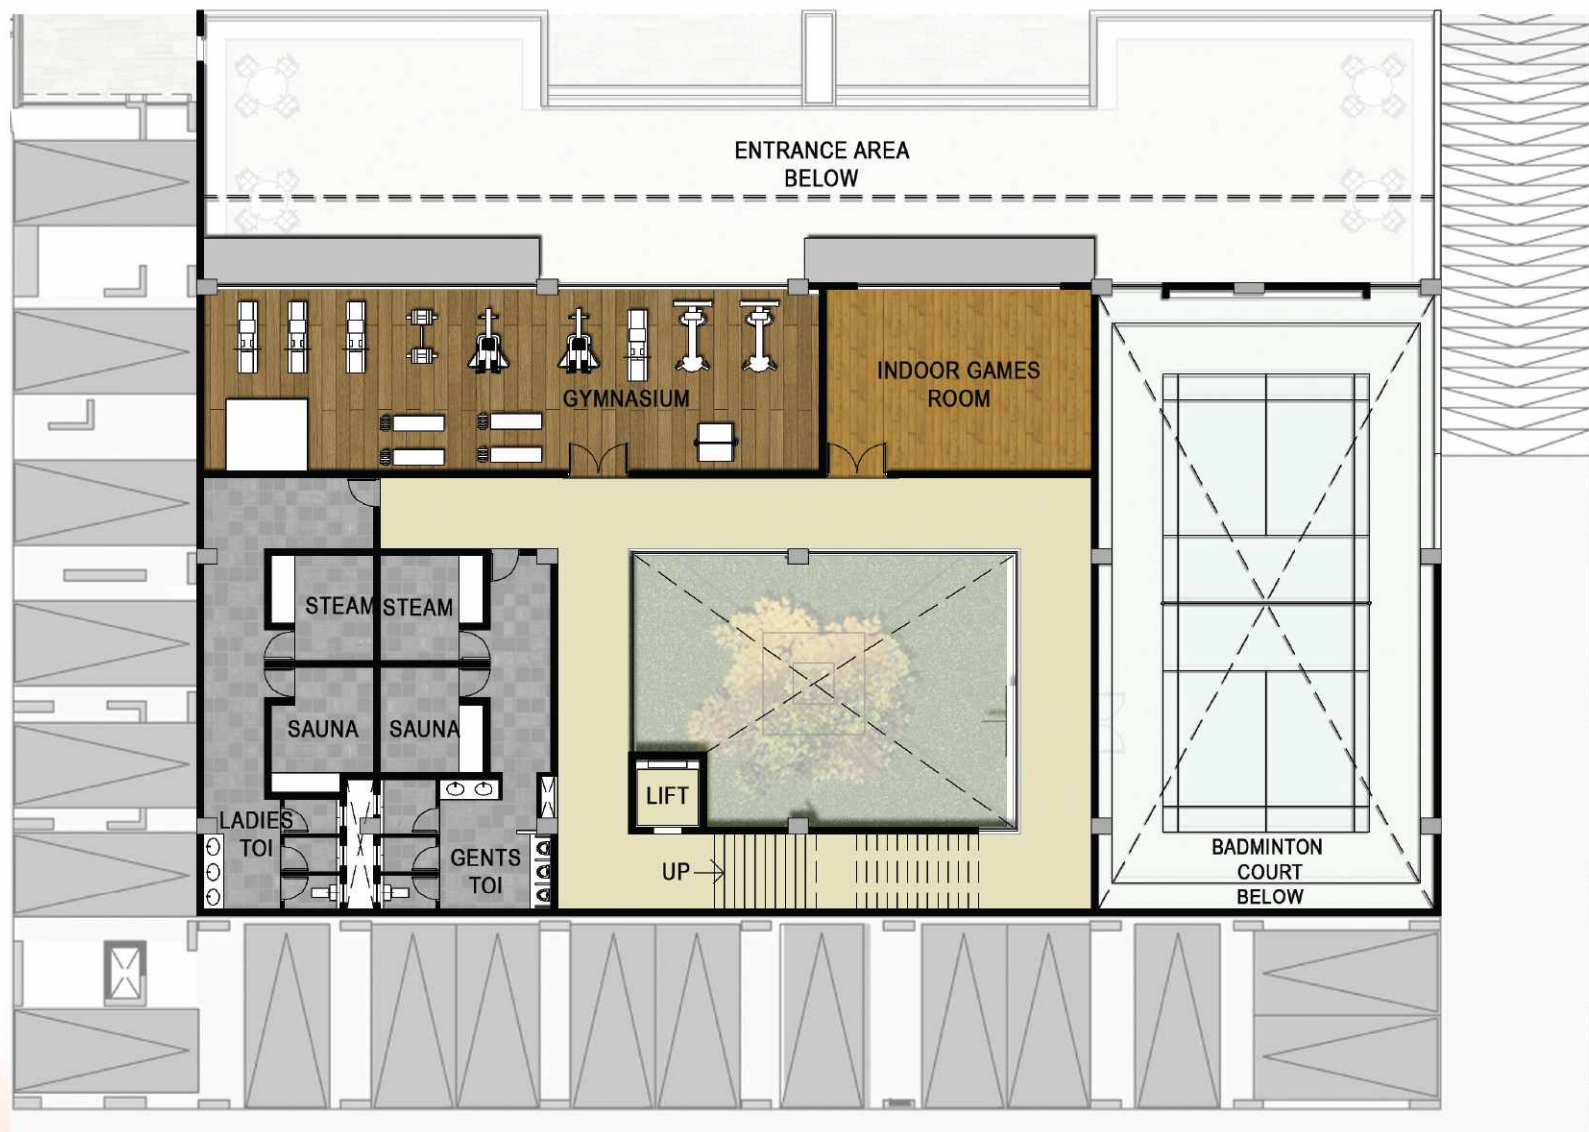 ENTRANCE AREA
BELOW
GYMNASIUM
INDOOR GAMES
ROOM
STEAM
STEAM
SAUNA
SAUNA
LADIES
TOI
GENTS
TOI
LIFT
UP
BADMINTON
COURT
BELOW